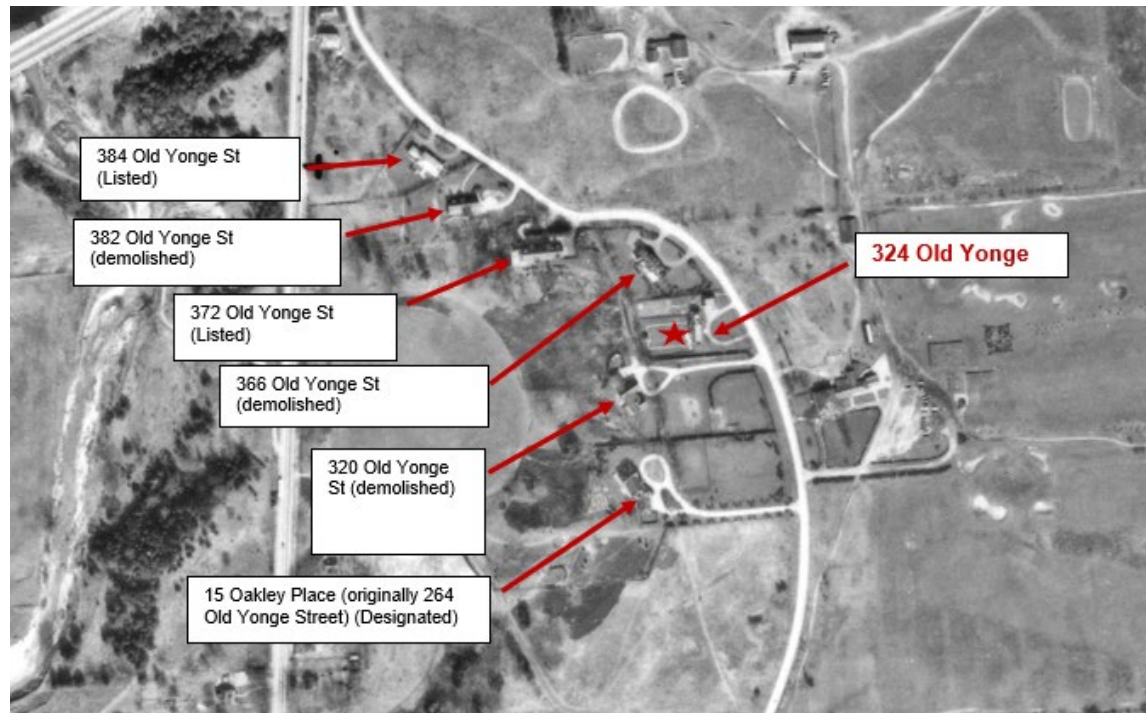 384 Old Yonge St
(Listed)
382 Old Yonge St
(demolished)
324 Old Yonge
372 Old Yonge St
(Listed)
366 Old Yonge St
(demolished)
320 Old Yonge
St (demolished)
15 Oakley Place (originally 264
Old Yonge Street) (Designated)